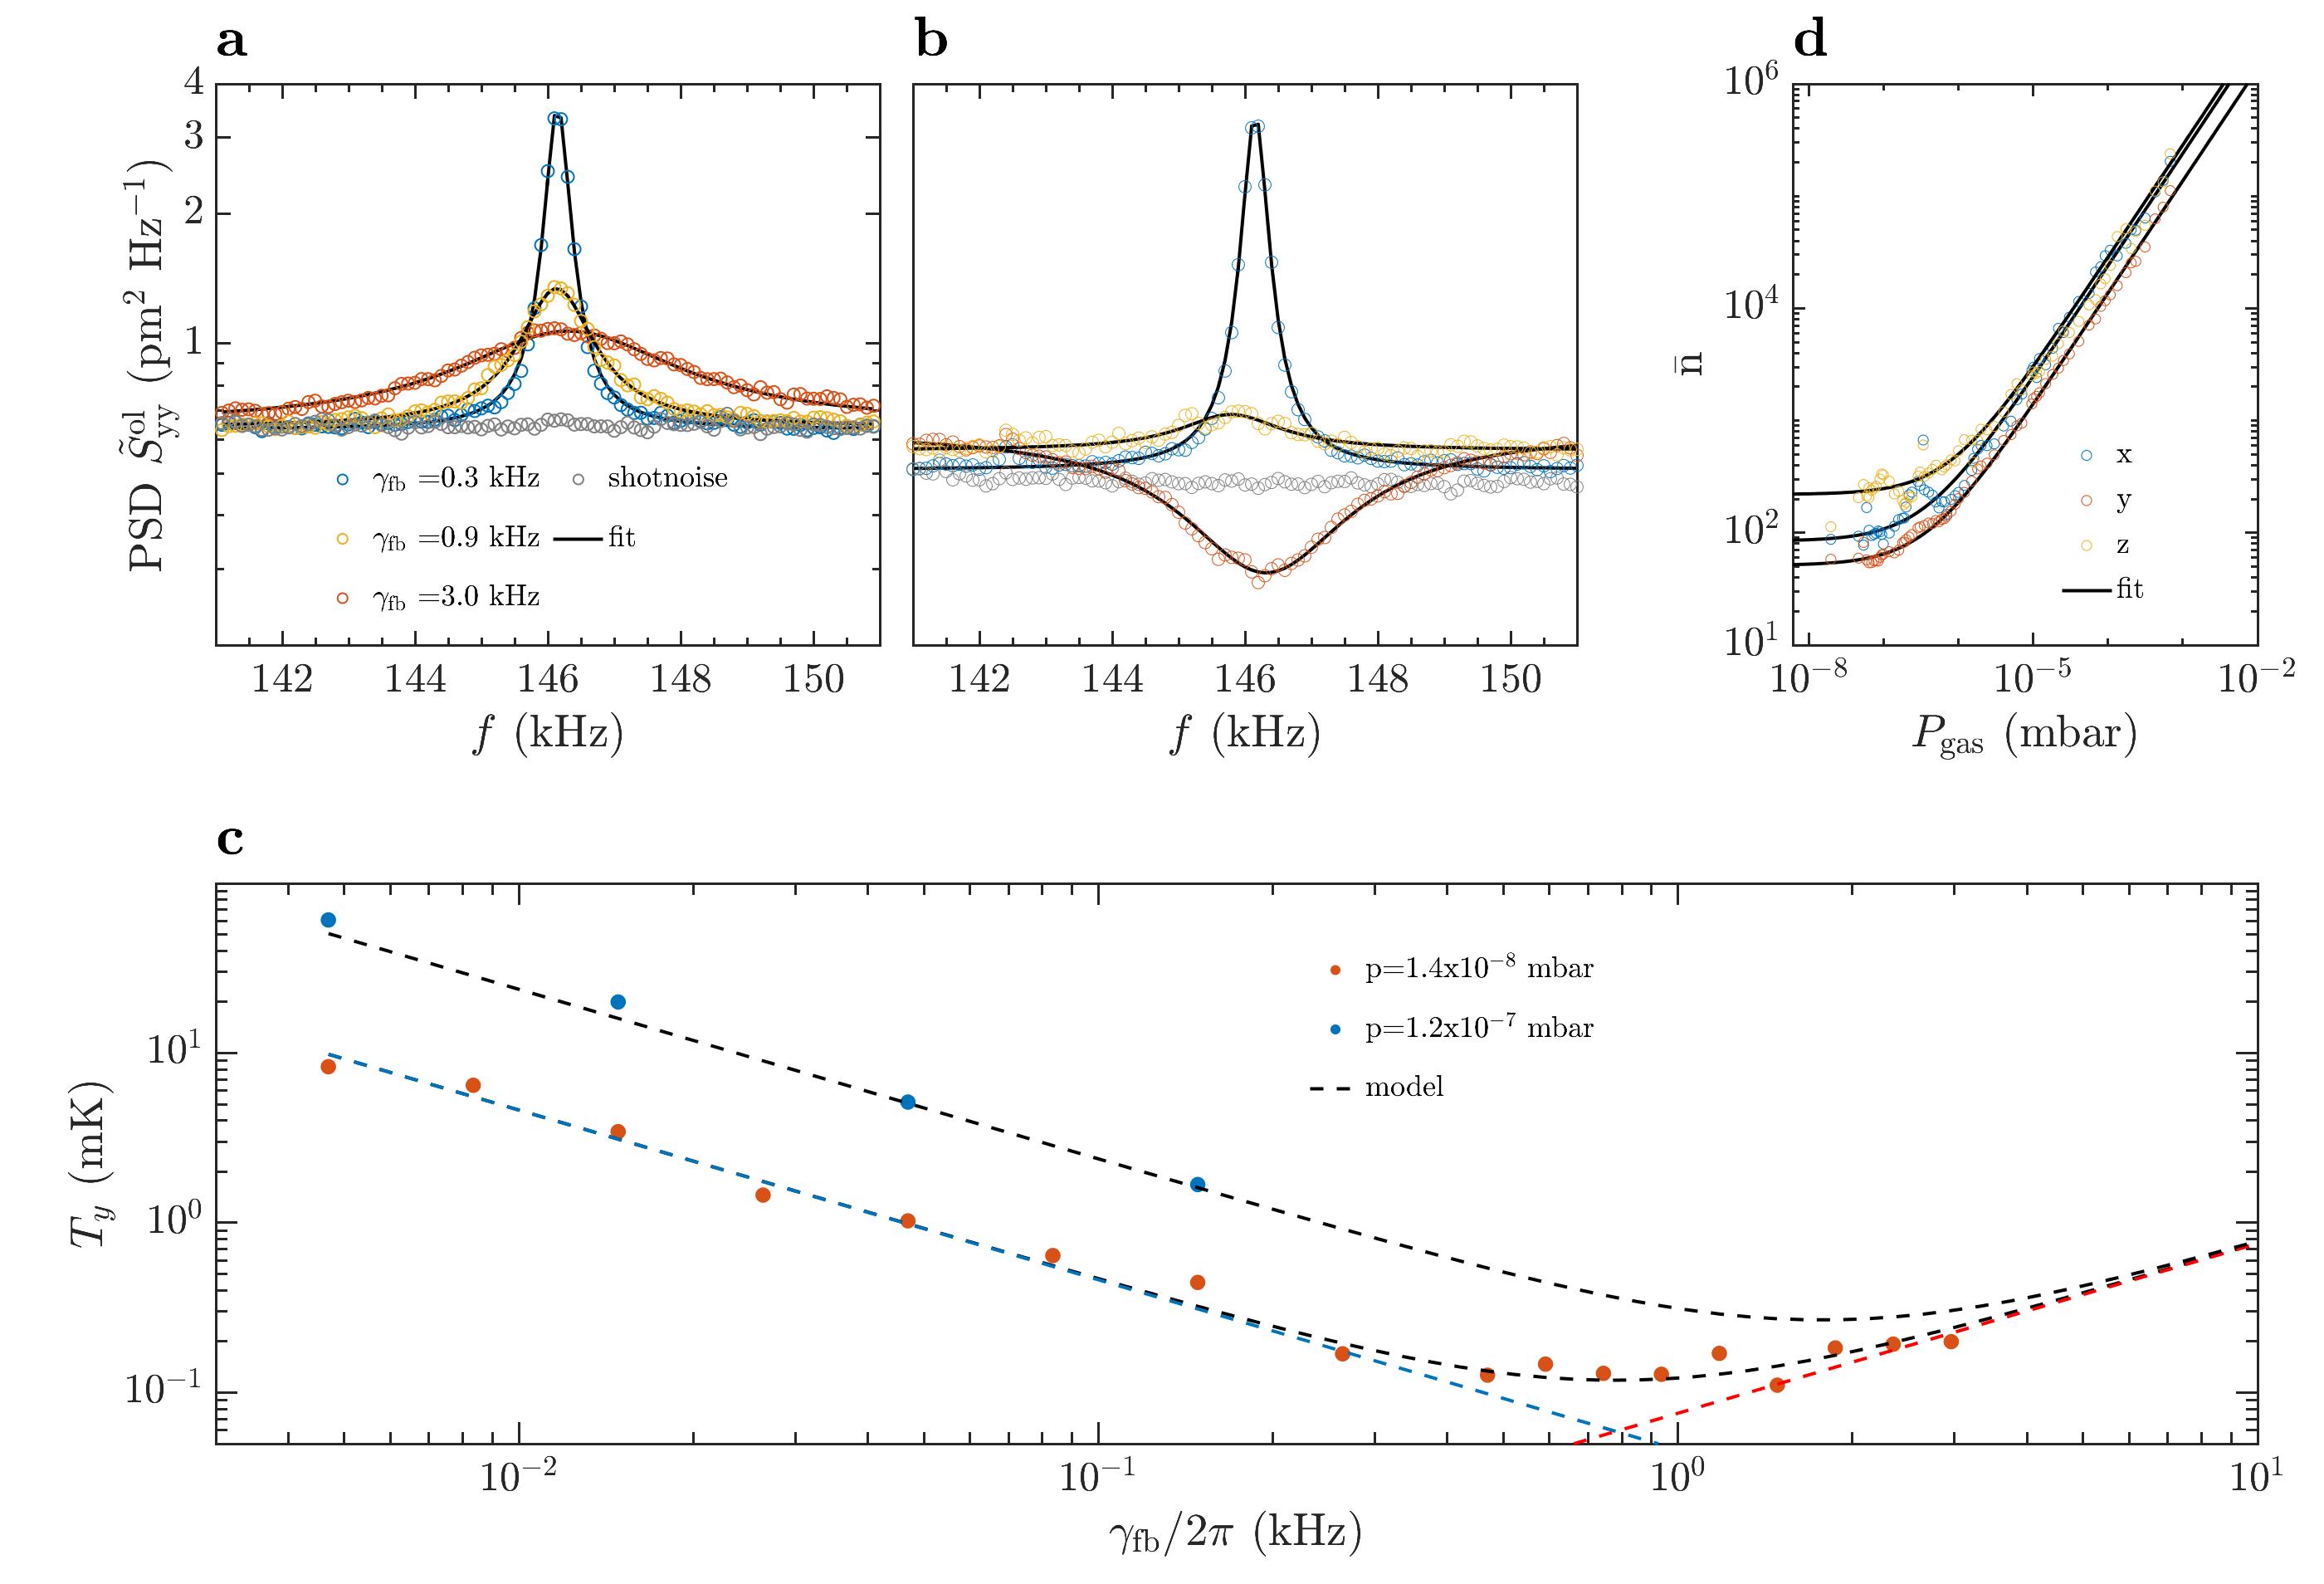 a
b
d
4
3
2
1
PSD S̃ᵒˡyy (pm² Hz⁻¹)
γfb =0.3 kHz
shotnoise
γfb =0.9 kHz
fit
γfb =3.0 kHz
142
144
146
148
150
f (kHz)
142
144
146
148
150
f (kHz)
10⁶
10⁴
10²
10¹
n̄
x
y
z
fit
10⁻⁸
10⁻⁵
10⁻²
Pgas (mbar)
c
10¹
10⁰
10⁻¹
Ty (mK)
p=1.4x10⁻⁸ mbar
p=1.2x10⁻⁷ mbar
model
10⁻²
10⁻¹
10⁰
10¹
γfb/2π (kHz)